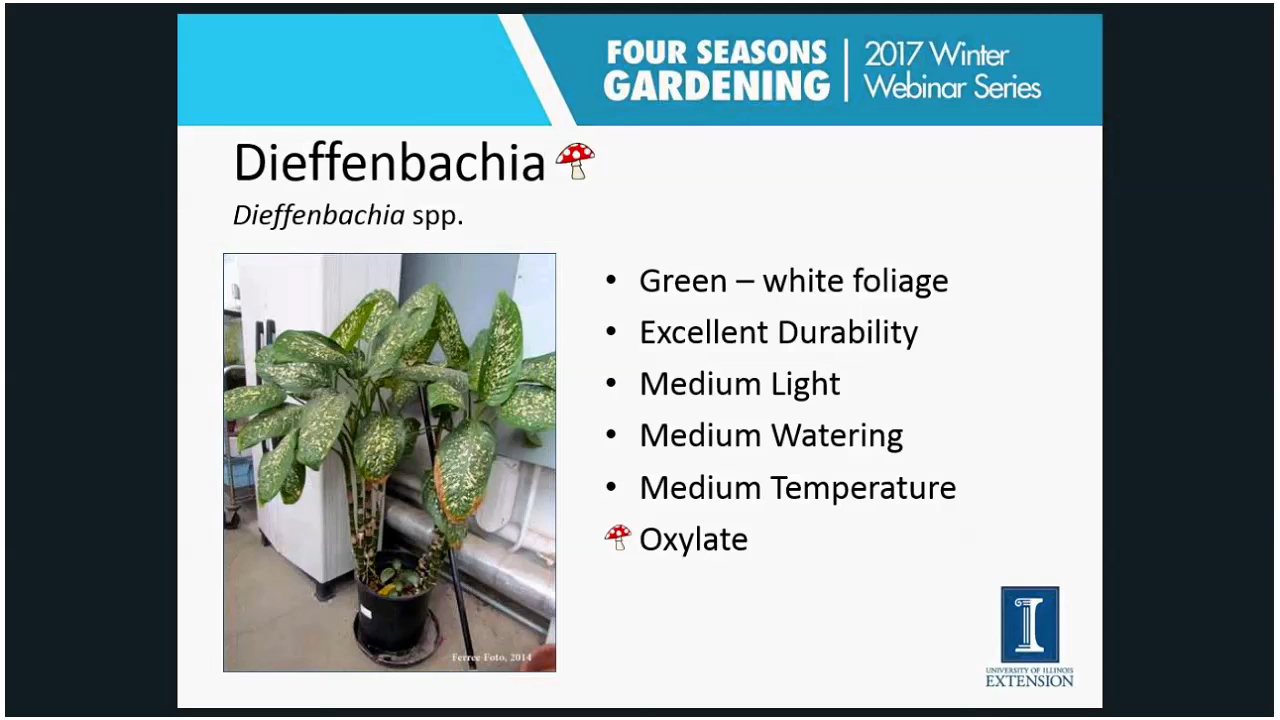 FOUR SEASONS
GARDENING
2017 Winter
Webinar Series
Dieffenbachia
Dieffenbachia spp.
• Green – white foliage
• Excellent Durability
• Medium Light
• Medium Watering
• Medium Temperature
Oxylate
Ferree Foto, 2014
I
UNIVERSITY OF ILLINOIS
EXTENSION